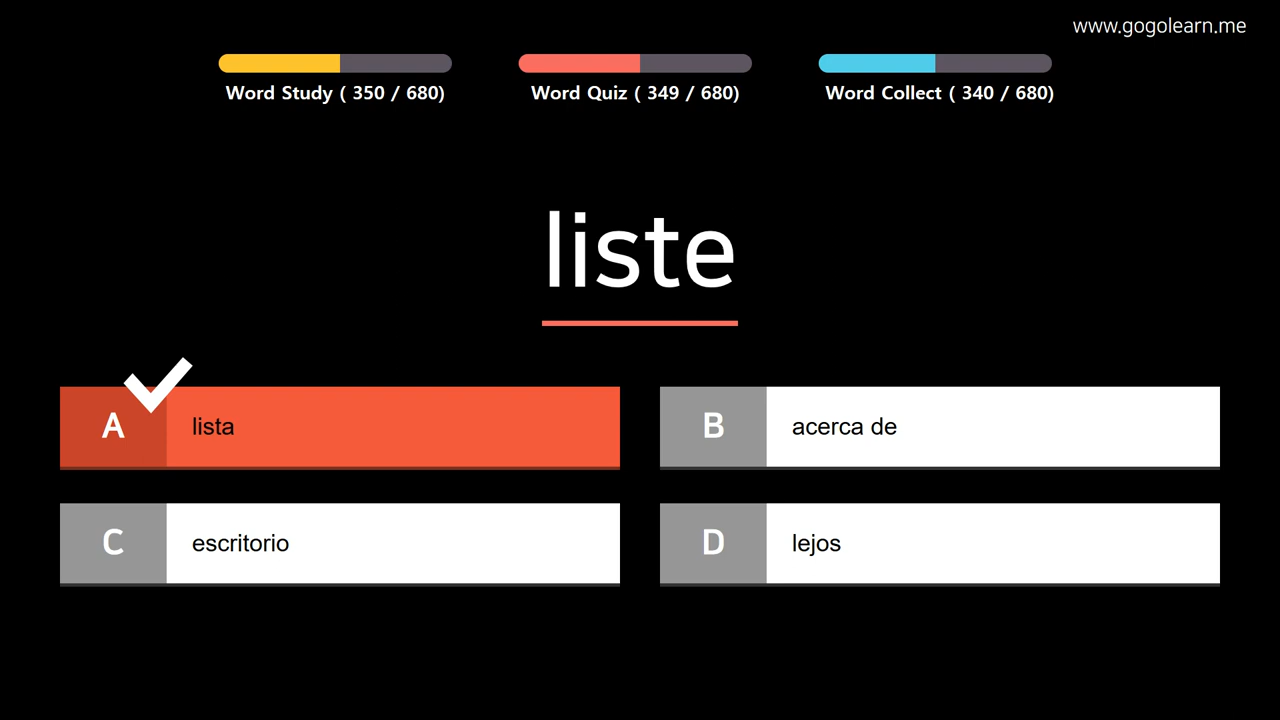 www.gogolearn.me
Word Study ( 350 / 680)
Word Quiz ( 349 / 680)
Word Collect ( 340 / 680)
liste
A lista
B acerca de
C escritorio
D lejos